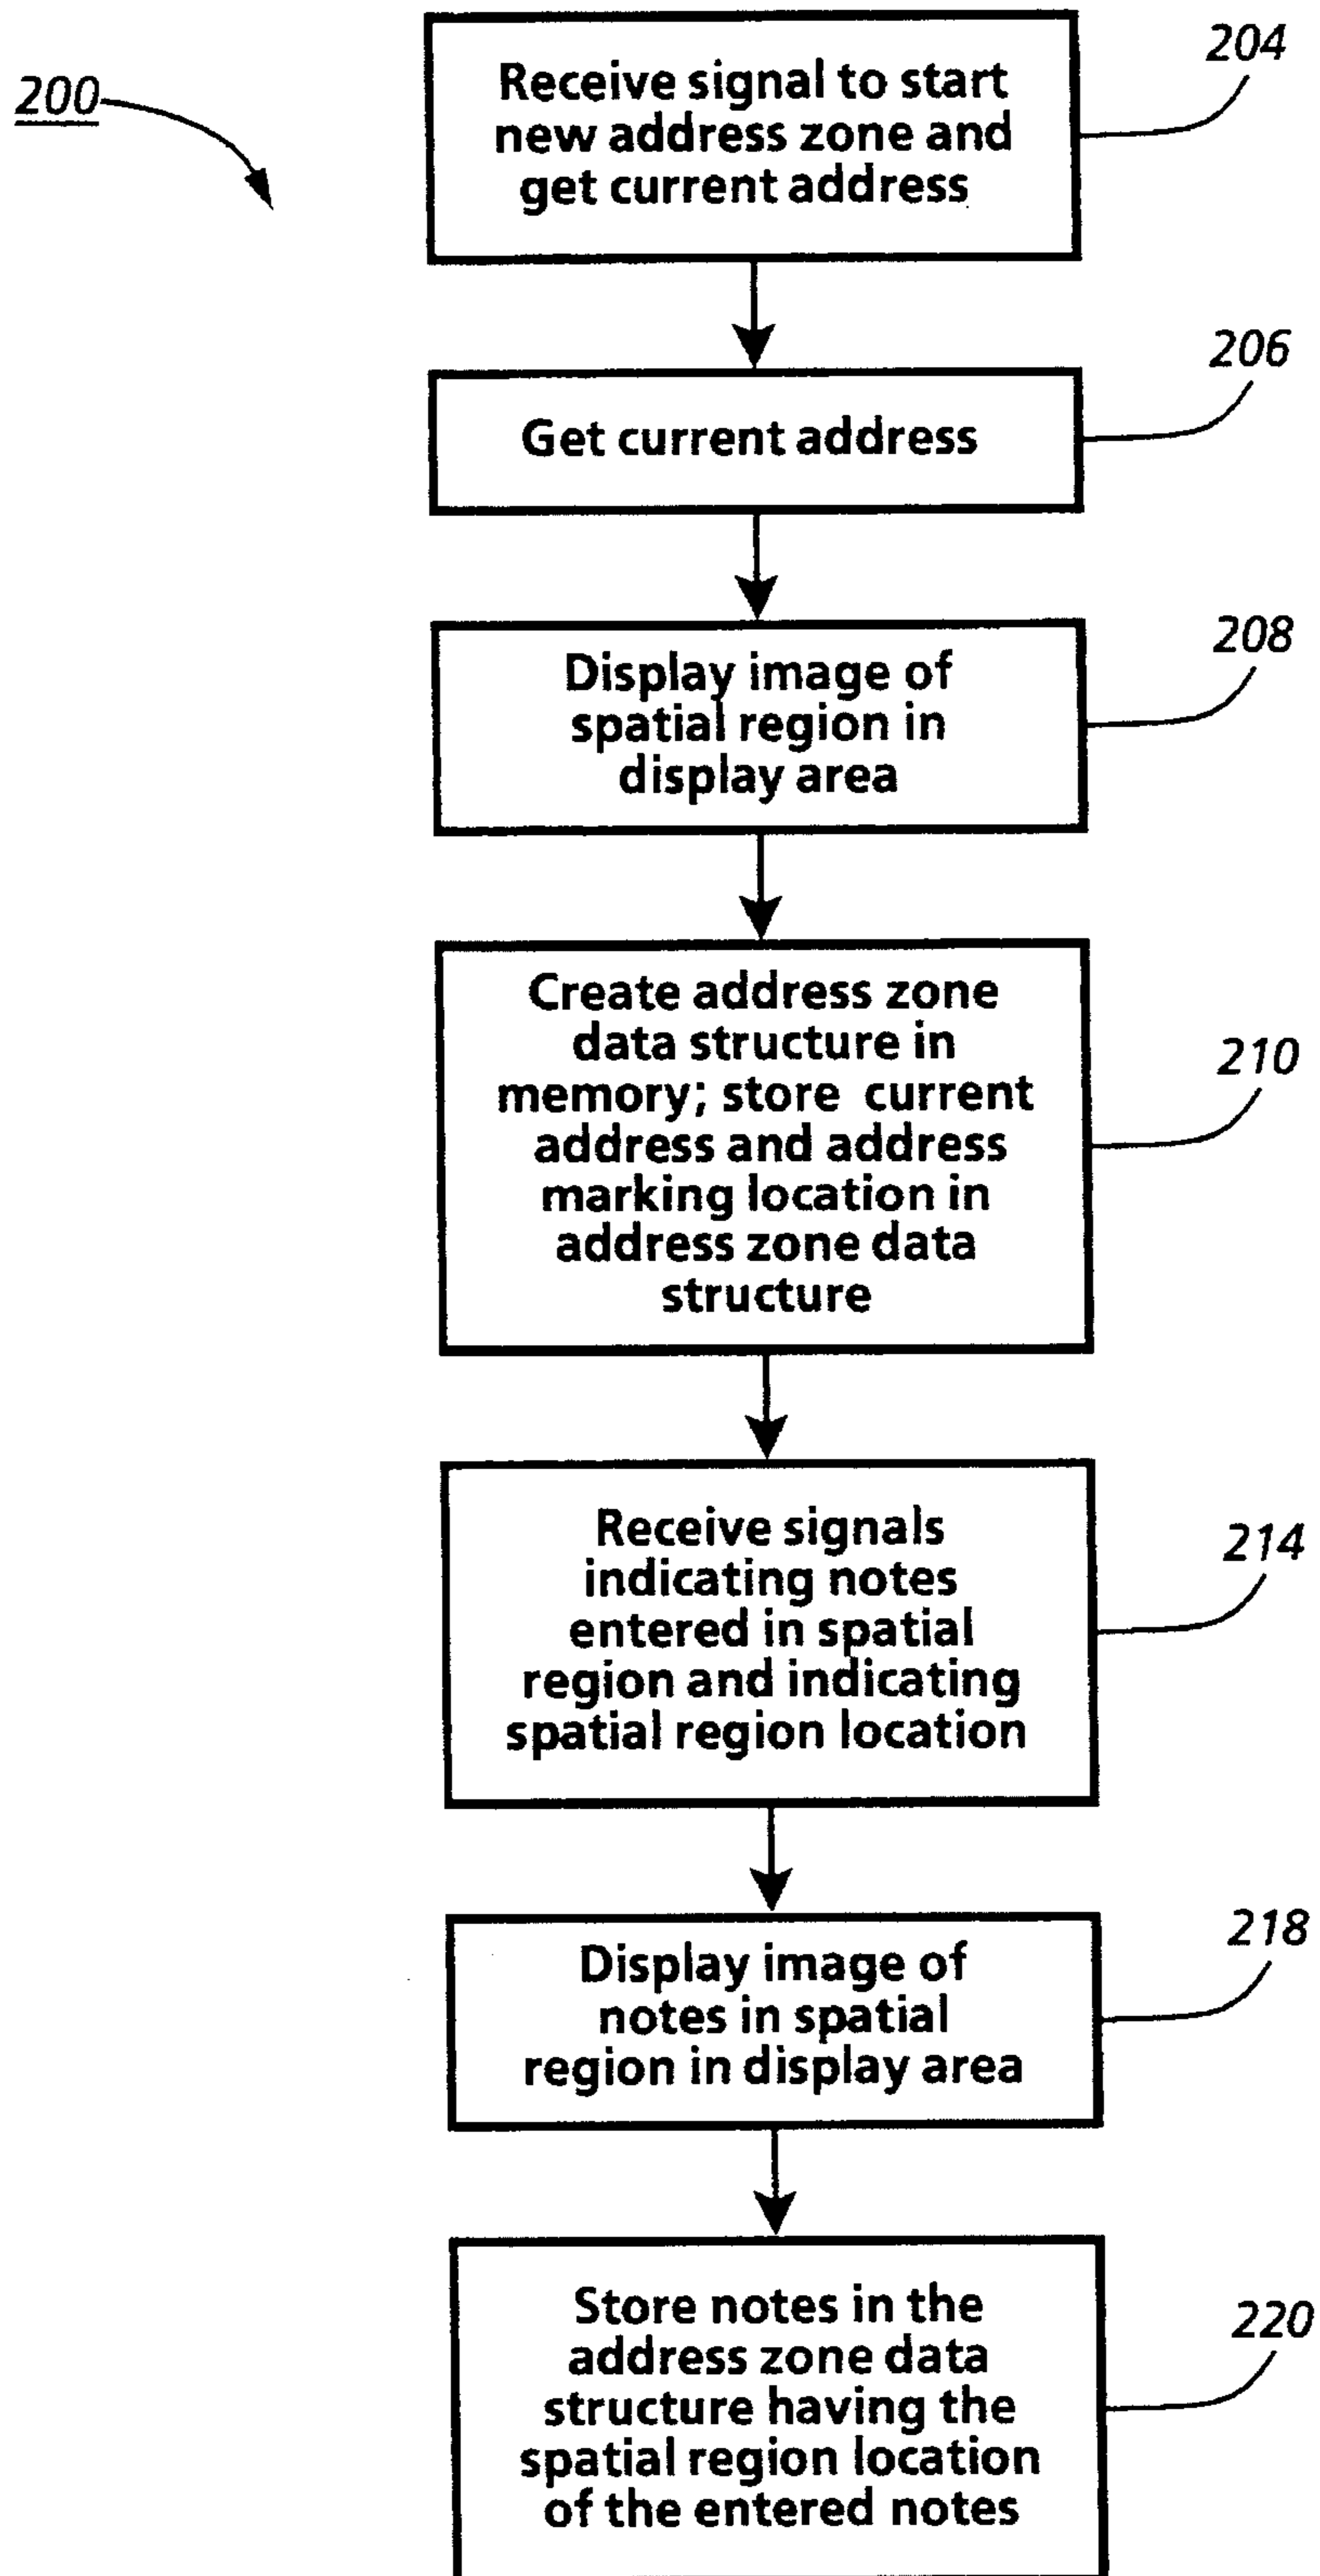 200
204
Receive signal to start
new address zone and
get current address
206
Get current address
208
Display image of
spatial region in
display area
210
Create address zone
data structure in
memory; store current
address and address
marking location in
address zone data
structure
214
Receive signals
indicating notes
entered in spatial
region and indicating
spatial region location
218
Display image of
notes in spatial
region in display area
220
Store notes in the
address zone data
structure having the
spatial region location
of the entered notes